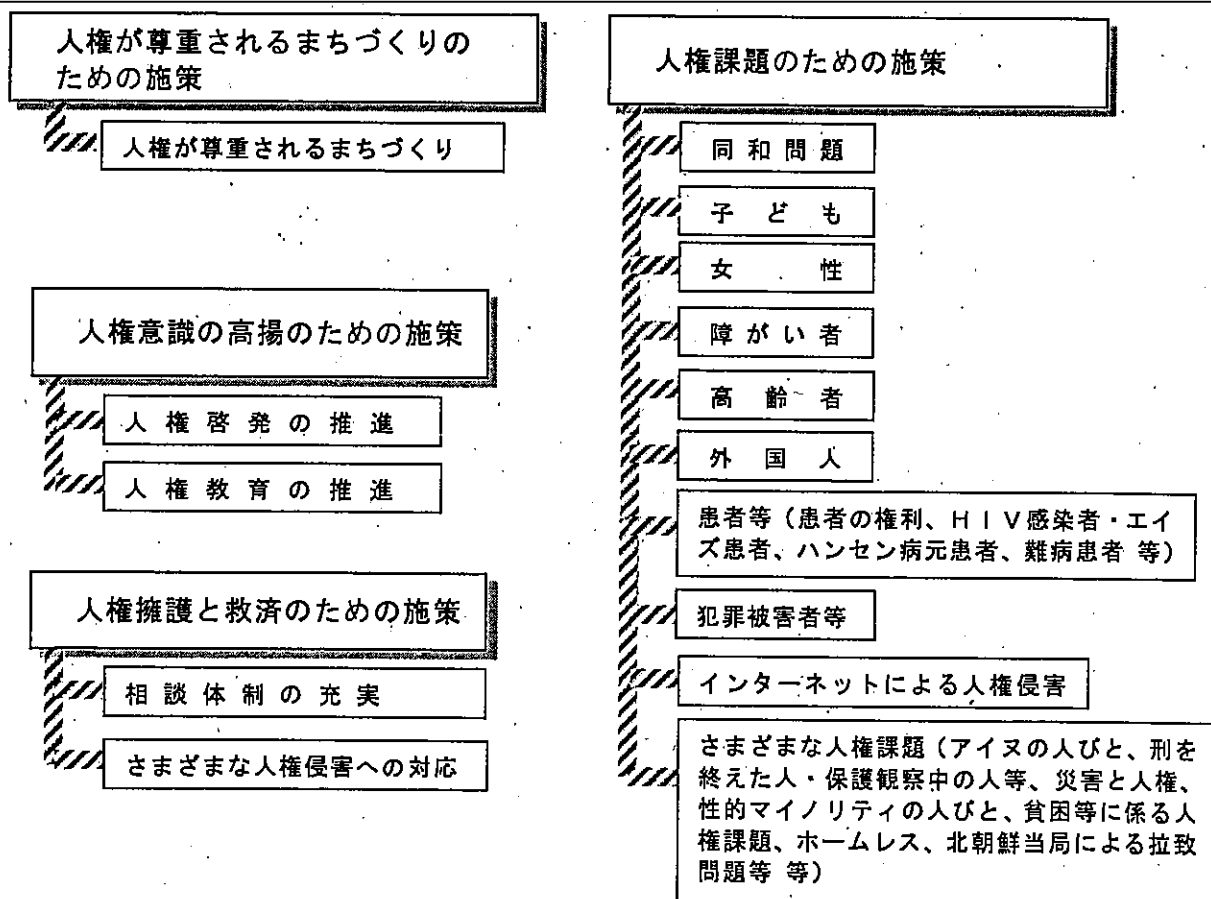 人権が尊重されるまちづくりの
ための施策
人権が尊重されるまちづくり
人権意識の高揚のための施策
人権啓発の推進
人権教育の推進
人権擁護と救済のための施策
相談体制の充実
さまざまな人権侵害への対応
人権課題のための施策
同和問題
子ども
女性
障がい者
高齢者
外国人
患者等（患者の権利、ＨＩＶ感染者・エイ
ズ患者、ハンセン病元患者、難病患者 等）
犯罪被害者等
インターネットによる人権侵害
さまざまな人権課題（アイヌの人びと、刑を
終えた人・保護観察中の人等、災害と人権、
性的マイノリティの人びと、貧困等に係る人
権課題、ホームレス、北朝鮮当局による拉致
問題等 等）